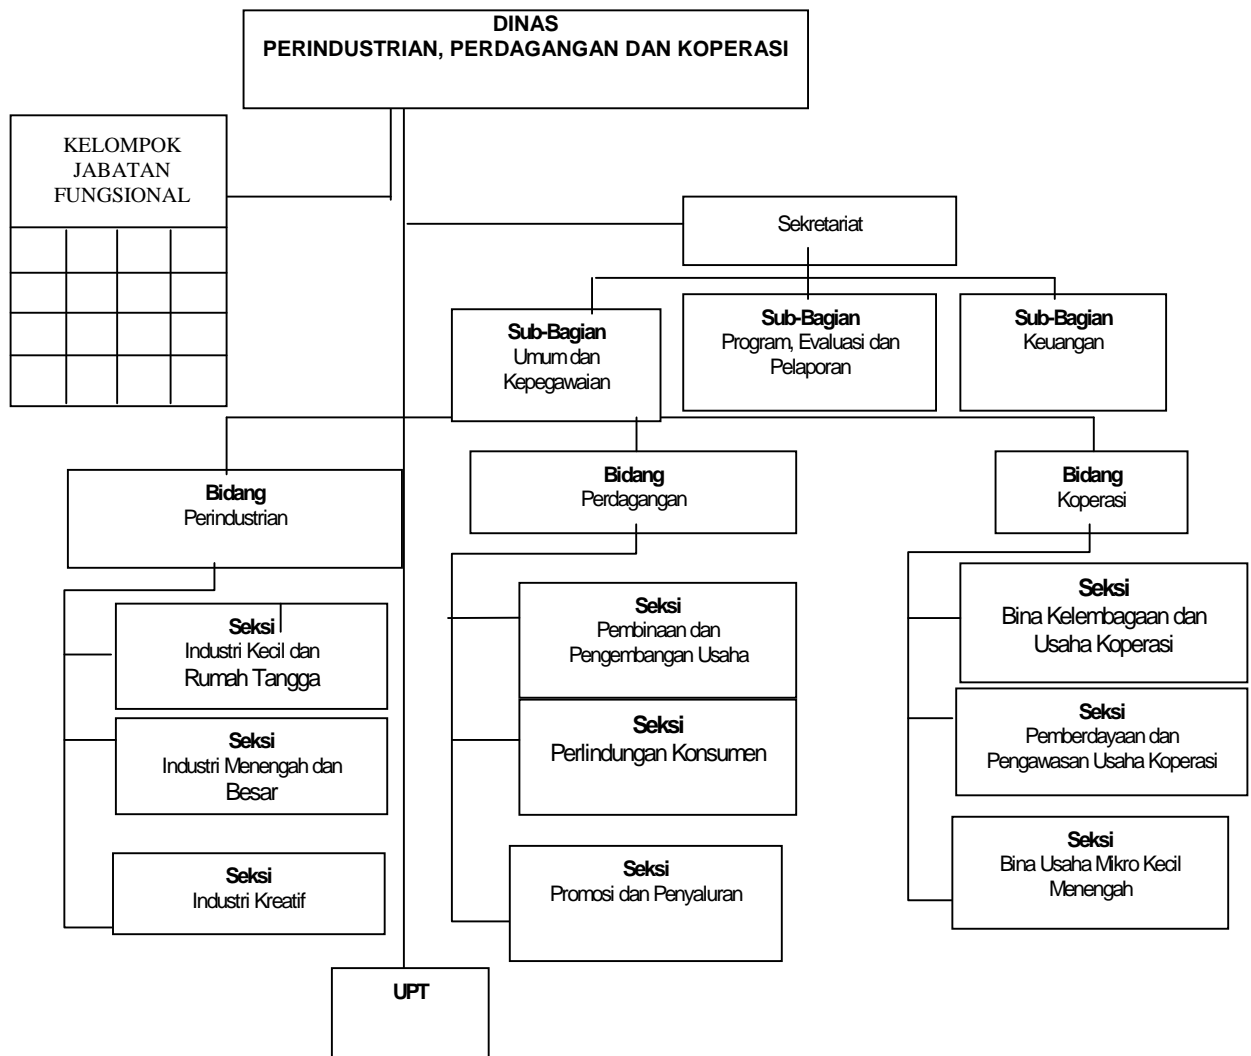 DINAS
PERINDUSTRIAN, PERDAGANGAN DAN KOPERASI
KELOMPOK
JABATAN
FUNGSIONAL
Sekretariat
Sub-Bagian
Umum dan
Kepegawaian
Sub-Bagian
Program, Evaluasi dan
Pelaporan
Sub-Bagian
Keuangan
Bidang
Perindustrian
Bidang
Perdagangan
Bidang
Koperasi
Seksi
Industri Kecil dan
Rumah Tangga
Seksi
Industri Menengah dan
Besar
Seksi
Industri Kreatif
Seksi
Pembinaan dan
Pengembangan Usaha
Seksi
Perlindungan Konsumen
Seksi
Promosi dan Penyaluran
Seksi
Bina Kelembagaan dan
Usaha Koperasi
Seksi
Pemberdayaan dan
Pengawasan Usaha Koperasi
Seksi
Bina Usaha Mikro Kecil
Menengah
UPT